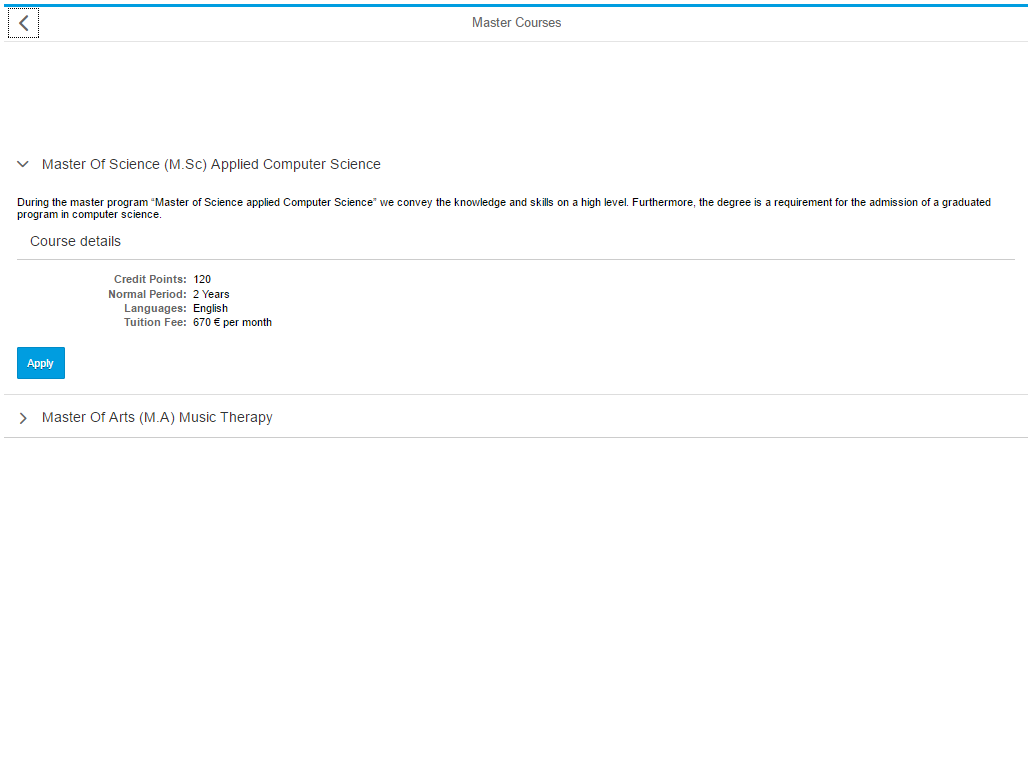 Master Courses
Master Of Science (M.Sc) Applied Computer Science
During the master program “Master of Science applied Computer Science” we convey the knowledge and skills on a high level. Furthermore, the degree is a requirement for the admission of a graduated
program in computer science.
Course details
Credit Points: 120
Normal Period: 2 Years
Languages: English
Tuition Fee: 670 € per month
Apply
Master Of Arts (M.A) Music Therapy